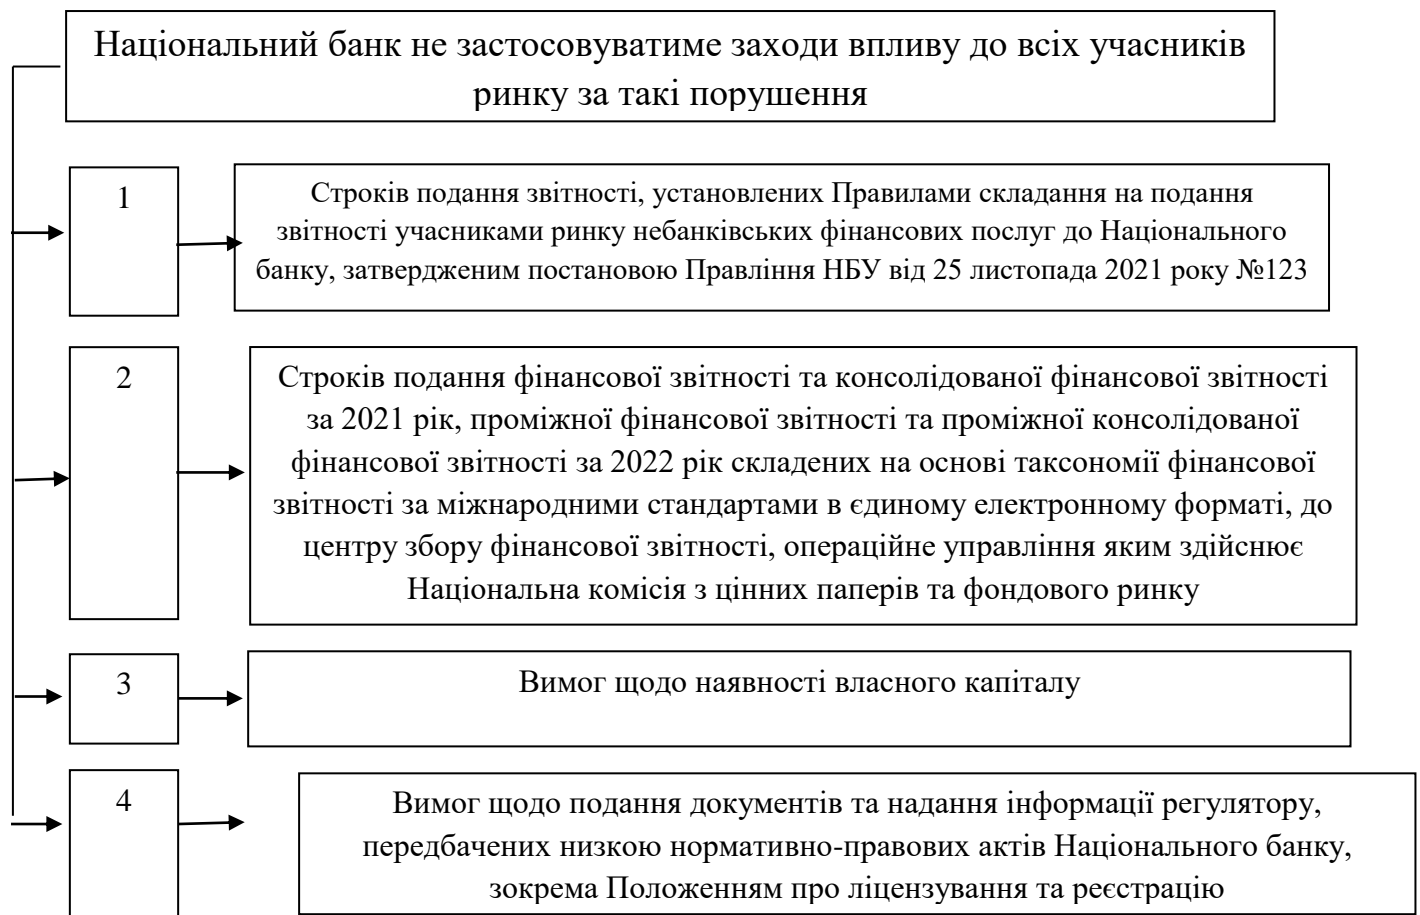 Національний банк не застосовуватиме заходи впливу до всіх учасників
ринку за такі порушення
1
Строків подання звітності, установлених Правилами складання на подання
звітності учасниками ринку небанківських фінансових послуг до Національного
банку, затвердженим постановою Правління НБУ від 25 листопада 2021 року №123
2
Строків подання фінансової звітності та консолідованої фінансової звітності
за 2021 рік, проміжної фінансової звітності та проміжної консолідованої
фінансової звітності за 2022 рік складених на основі таксономії фінансової
звітності за міжнародними стандартами в єдиному електронному форматі, до
центру збору фінансової звітності, операційне управління яким здійснює
Національна комісія з цінних паперів та фондового ринку
3
Вимог щодо наявності власного капіталу
4
Вимог щодо подання документів та надання інформації регулятору,
передбачених низкою нормативно-правових актів Національного банку,
зокрема Положенням про ліцензування та реєстрацію